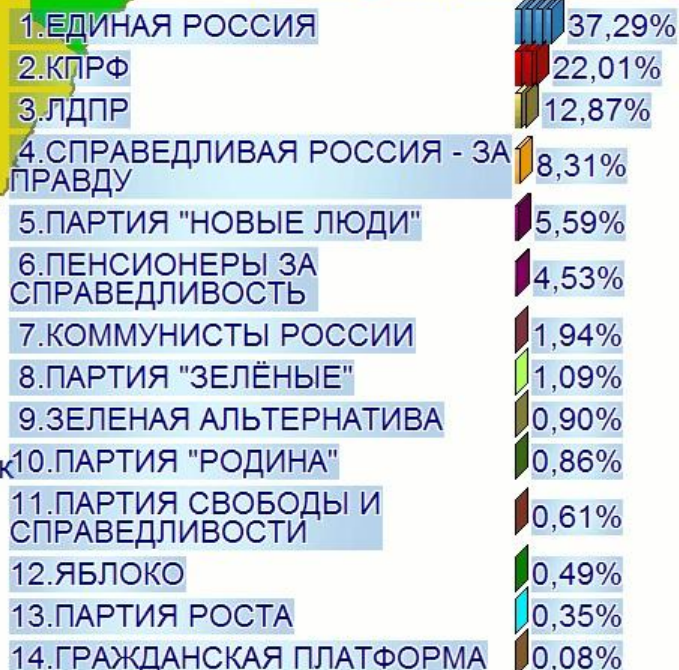 1.ЕДИНАЯ РОССИЯ 37,29%
2.КПРФ 22,01%
3.ЛДПР 12,87%
4.СПРАВЕДЛИВАЯ РОССИЯ - ЗА
ПРАВДУ 8,31%
5.ПАРТИЯ "НОВЫЕ ЛЮДИ" 5,59%
6.ПЕНСИОНЕРЫ ЗА
СПРАВЕДЛИВОСТЬ 4,53%
7.КОММУНИСТЫ РОССИИ 1,94%
8.ПАРТИЯ "ЗЕЛЁНЫЕ" 1,09%
9.ЗЕЛЕНАЯ АЛЬТЕРНАТИВА 0,90%
к
10.ПАРТИЯ "РОДИНА" 0,86%
11.ПАРТИЯ СВОБОДЫ И
СПРАВЕДЛИВОСТИ 0,61%
12.ЯБЛОКО 0,49%
13.ПАРТИЯ РОСТА 0,35%
14.ГРАЖДАНСКАЯ ПЛАТФОРМА 0,08%